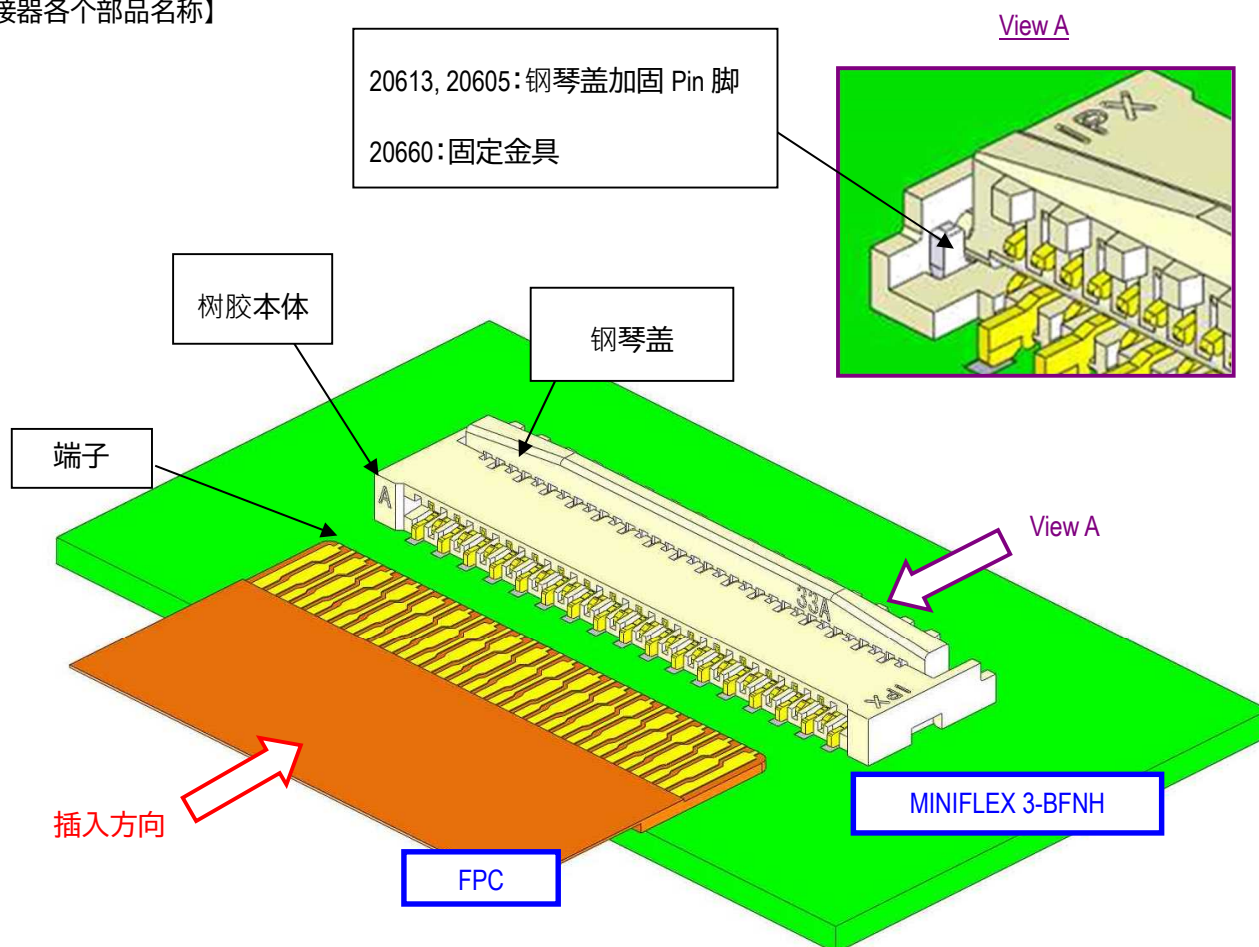 接器各个部品名称】
View A
20613, 20605：钢琴盖加固 Pin 脚
20660：固定金具
IPX
树胶本体
钢琴盖
端子
A
View A
33A
IPX
MINIFLEX 3-BFNH
插入方向
FPC